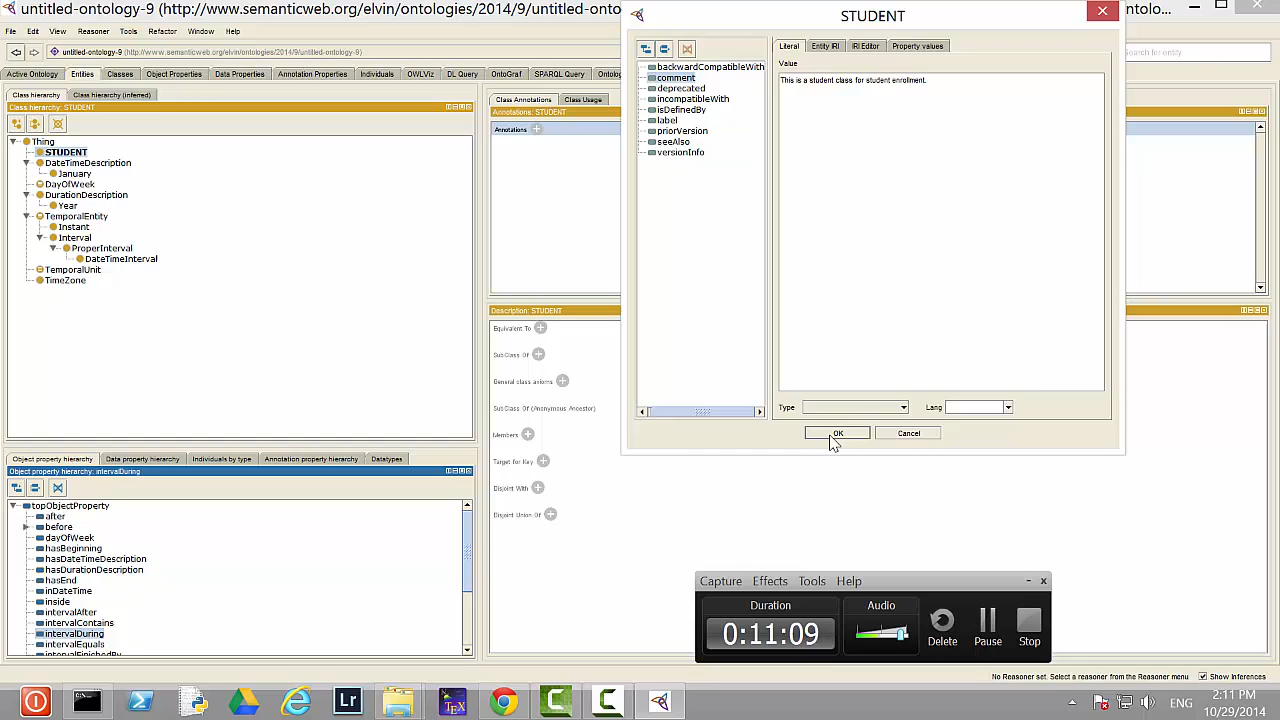 untitled-ontology-9 (http://www.semanticweb.org/elvin/ontologies/2014/9/untitled-onto
STUDENT
File Edit View Reasoner Tools Refactor Window Help
untitled-ontology-9 (http://www.semanticweb.org/elvin/ontologies/2014/9/untitled-ontology-9)
Search for entity
Active Ontology Entities Classes Object Properties Data Properties Annotation Properties Individuals OWLViz DL Query OntoGraf SPARQL Query Ontolo
Class hierarchy Class hierarchy (inferred)
Class hierarchy: STUDENT
Thing
STUDENT
DateTimeDescription
January
DayOfWeek
DurationDescription
Year
TemporalEntity
Instant
Interval
ProperInterval
DateTimeInterval
TemporalUnit
TimeZone
Object property hierarchy Data property hierarchy Individuals by type Annotation property hierarchy Datatypes
Object property hierarchy: intervalDuring
topObjectProperty
after
before
dayOfWeek
hasBeginning
hasDateTimeDescription
hasDurationDescription
hasEnd
inDateTime
inside
intervalAfter
intervalContains
intervalDuring
intervalEquals
intervalFinishedBy
Class Annotations Class Usage
Annotations: STUDENT
Annotations
Description: STUDENT
Equivalent To
SubClass Of
General class axioms
SubClass Of (Anonymous Ancestor)
Members
Target for Key
Disjoint With
Disjoint Union Of
backwardCompatibleWith
comment
deprecated
incompatibleWith
isDefinedBy
label
priorVersion
seeAlso
versionInfo
Literal Entity IRI IRI Editor Property values
Value
This is a student class for student enrollment.
Type Lang
OK Cancel
Capture Effects Tools Help
Duration Audio
0:11:09
Delete Pause Stop
No Reasoner set. Select a reasoner from the Reasoner menu Show Inferences
Lr TEX C C
ENG
2:11 PM
10/29/2014